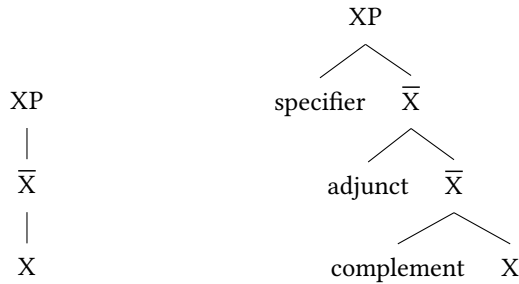 XP
X̅
X
XP
specifier X̅
adjunct X̅
complement X